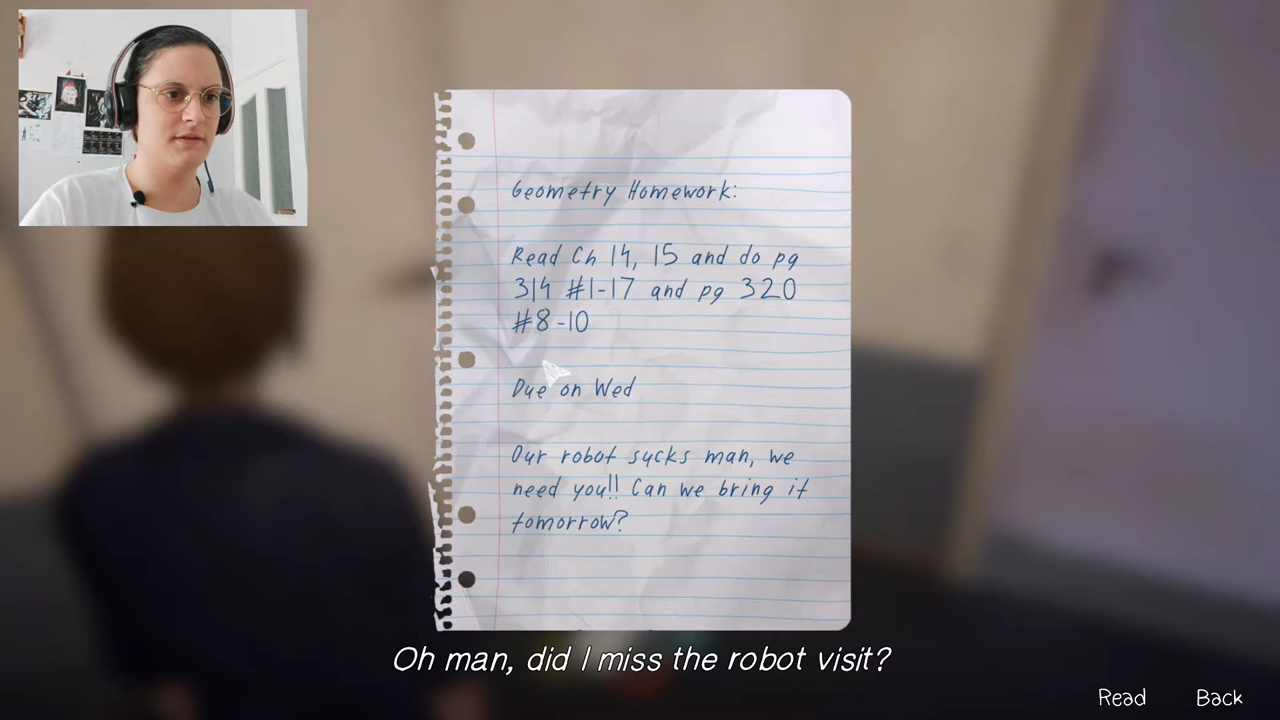 Geometry Homework:
Read Ch 14, 15 and do pg
314 #1-17 and pg 320
#8-10
Due on Wed
Our robot sucks man, we
need you!! Can we bring it
tomorrow?
Oh man, did I miss the robot visit?
Read Back